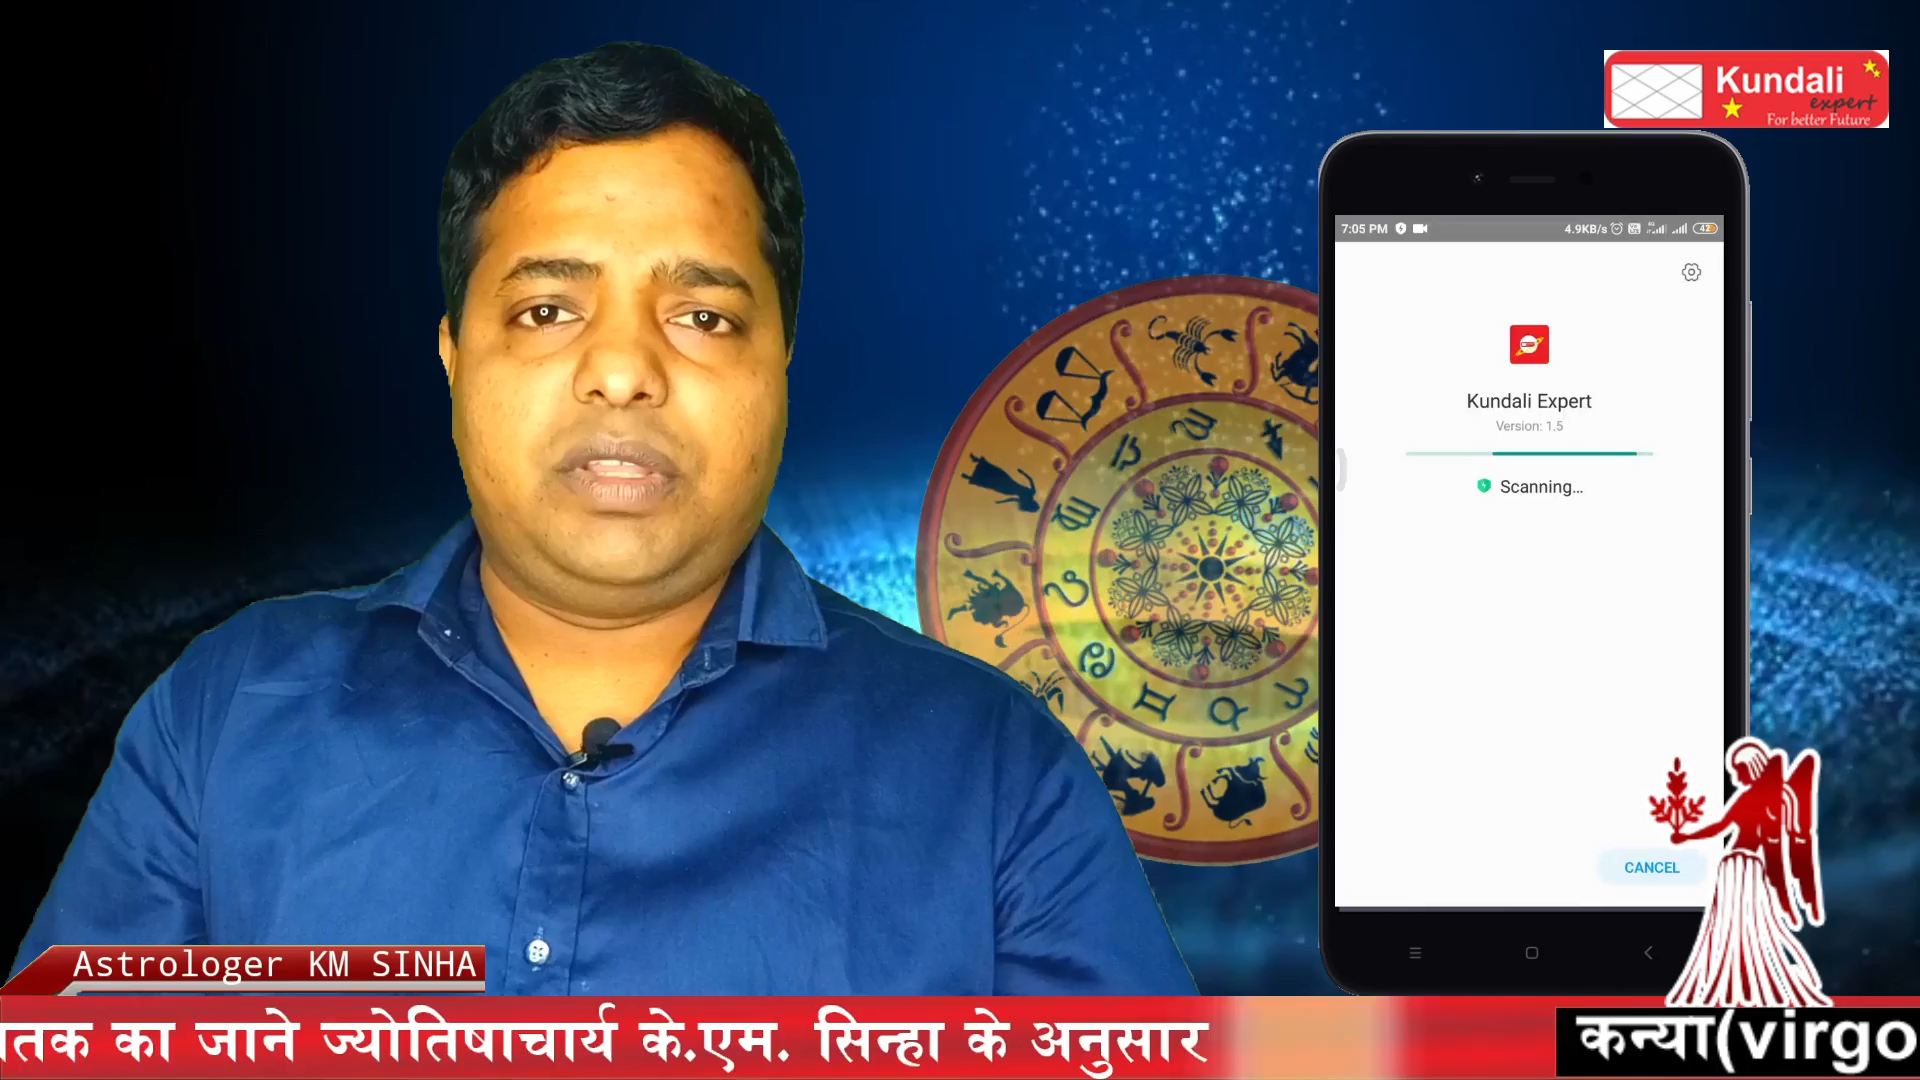 Kundali
expert
For better Future
7:05 PM 4.9KB/s 42
Kundali Expert
Version: 1.5
Scanning...
CANCEL
Astrologer KM SINHA
तक का जाने ज्योतिषाचार्य के.एम. सिन्हा के अनुसार
कन्या(virgo